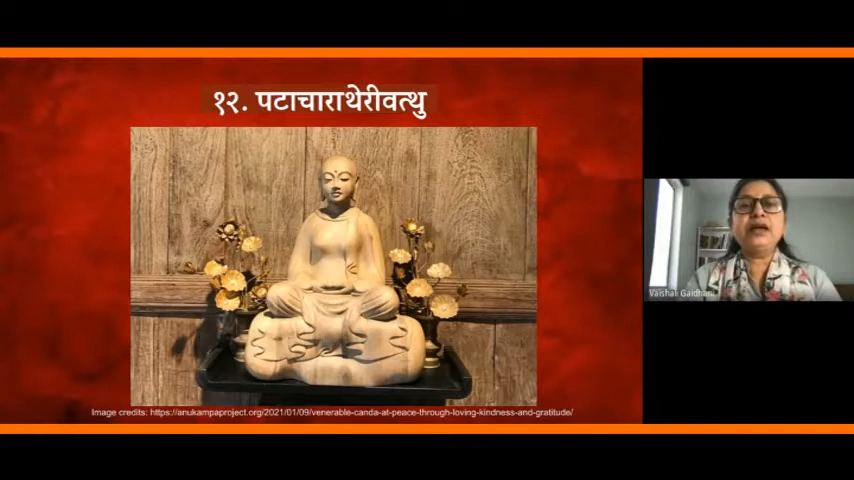 १२. पटाचाराथेरीवत्थु
Vaishali Gaidhani
Image credits: https://anukampaproject.org/2021/01/09/venerable-canda-at-peace-through-loving-kindness-and-gratitude/